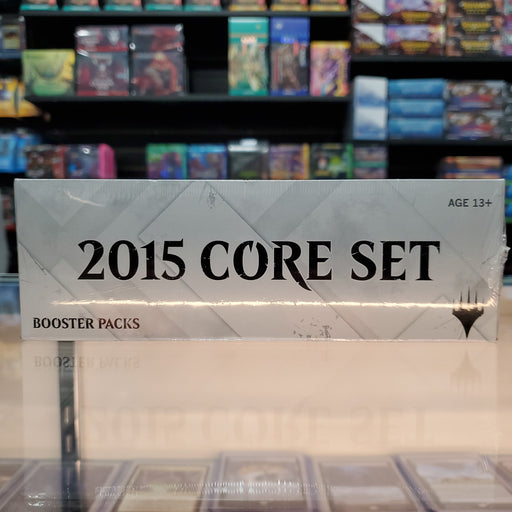 AGE 13+
2015 CORE SET
BOOSTER PACKS